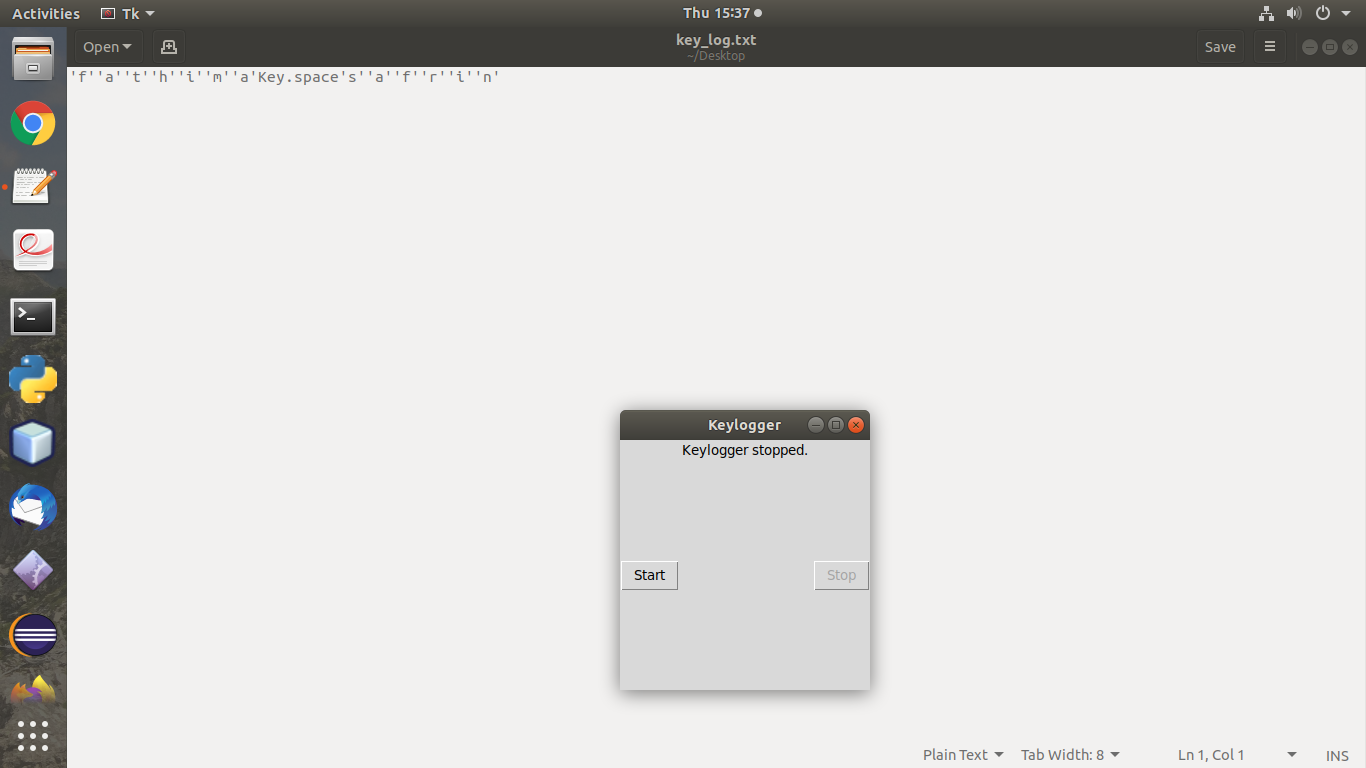 Activities Tk Thu 15:37
Open key_log.txt Save
~/Desktop
'f''a''t''h''i''m''a'Key.space's''a''f''r''i''n'
Keylogger
Keylogger stopped.
Start Stop
Plain Text Tab Width: 8 Ln 1, Col 1 INS